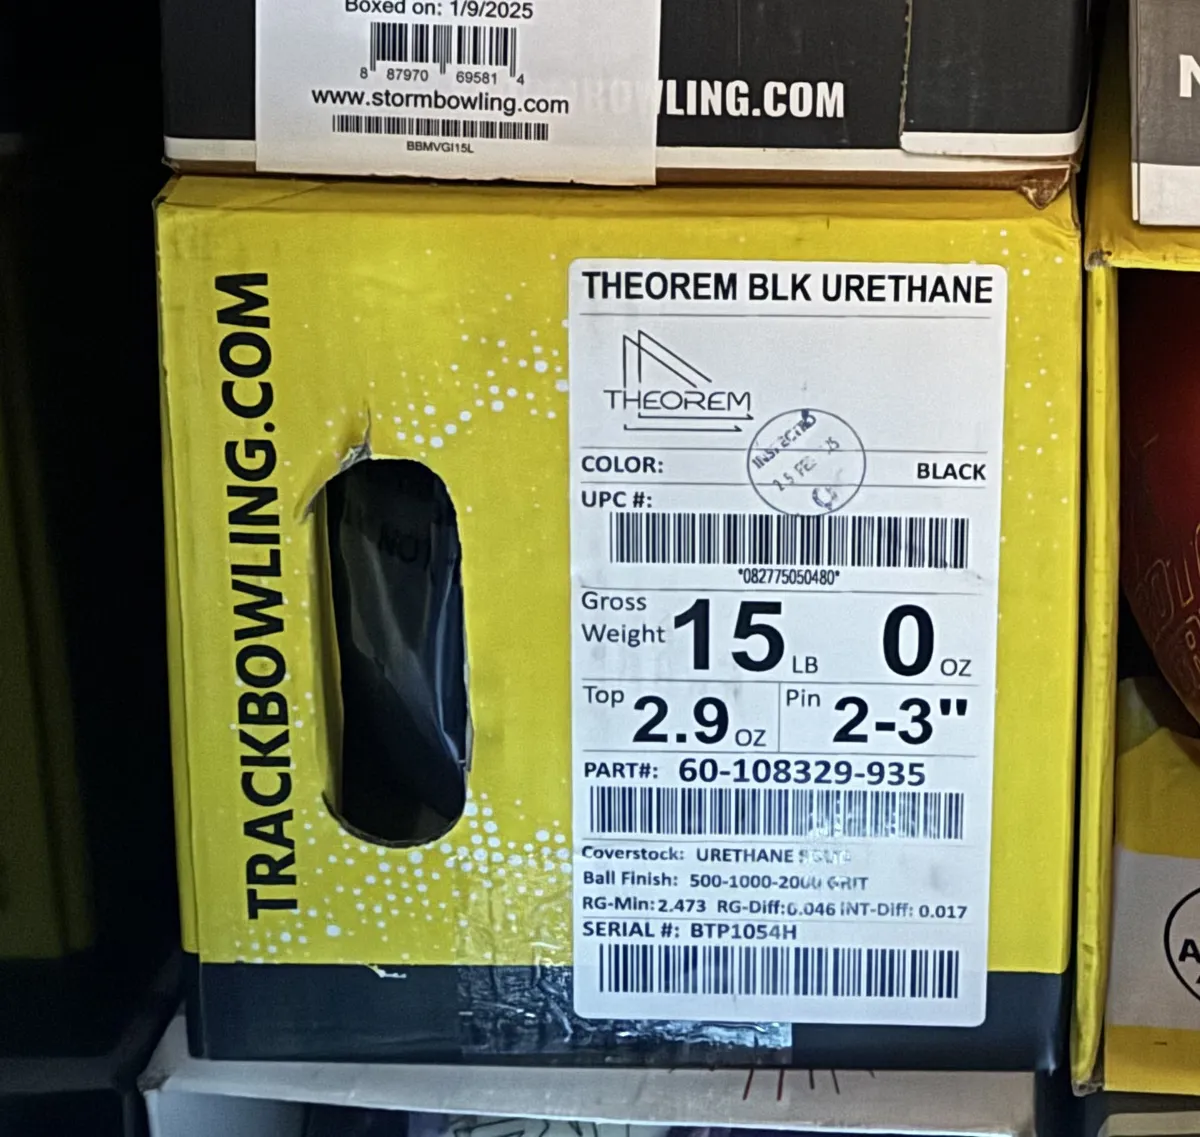 Boxed on: 1/9/2025
8 87970 69581 4
www.stormbowling.com
WLING.COM
BBMVGI15L
TRACKBOWLING.COM
THEOREM BLK URETHANE
THEOREM
INSPECTED
COLOR: BLACK
UPC #:
*082775050480*
Gross Weight 15 LB 0 OZ
Top 2.9 OZ Pin 2-3"
PART#: 60-108329-935
Coverstock: URETHANE
Ball Finish: 500-1000-2000 GRIT
RG-Min: 2.473 RG-Diff:0.046 INT-Diff: 0.017
SERIAL #: BTP1054H
N
A